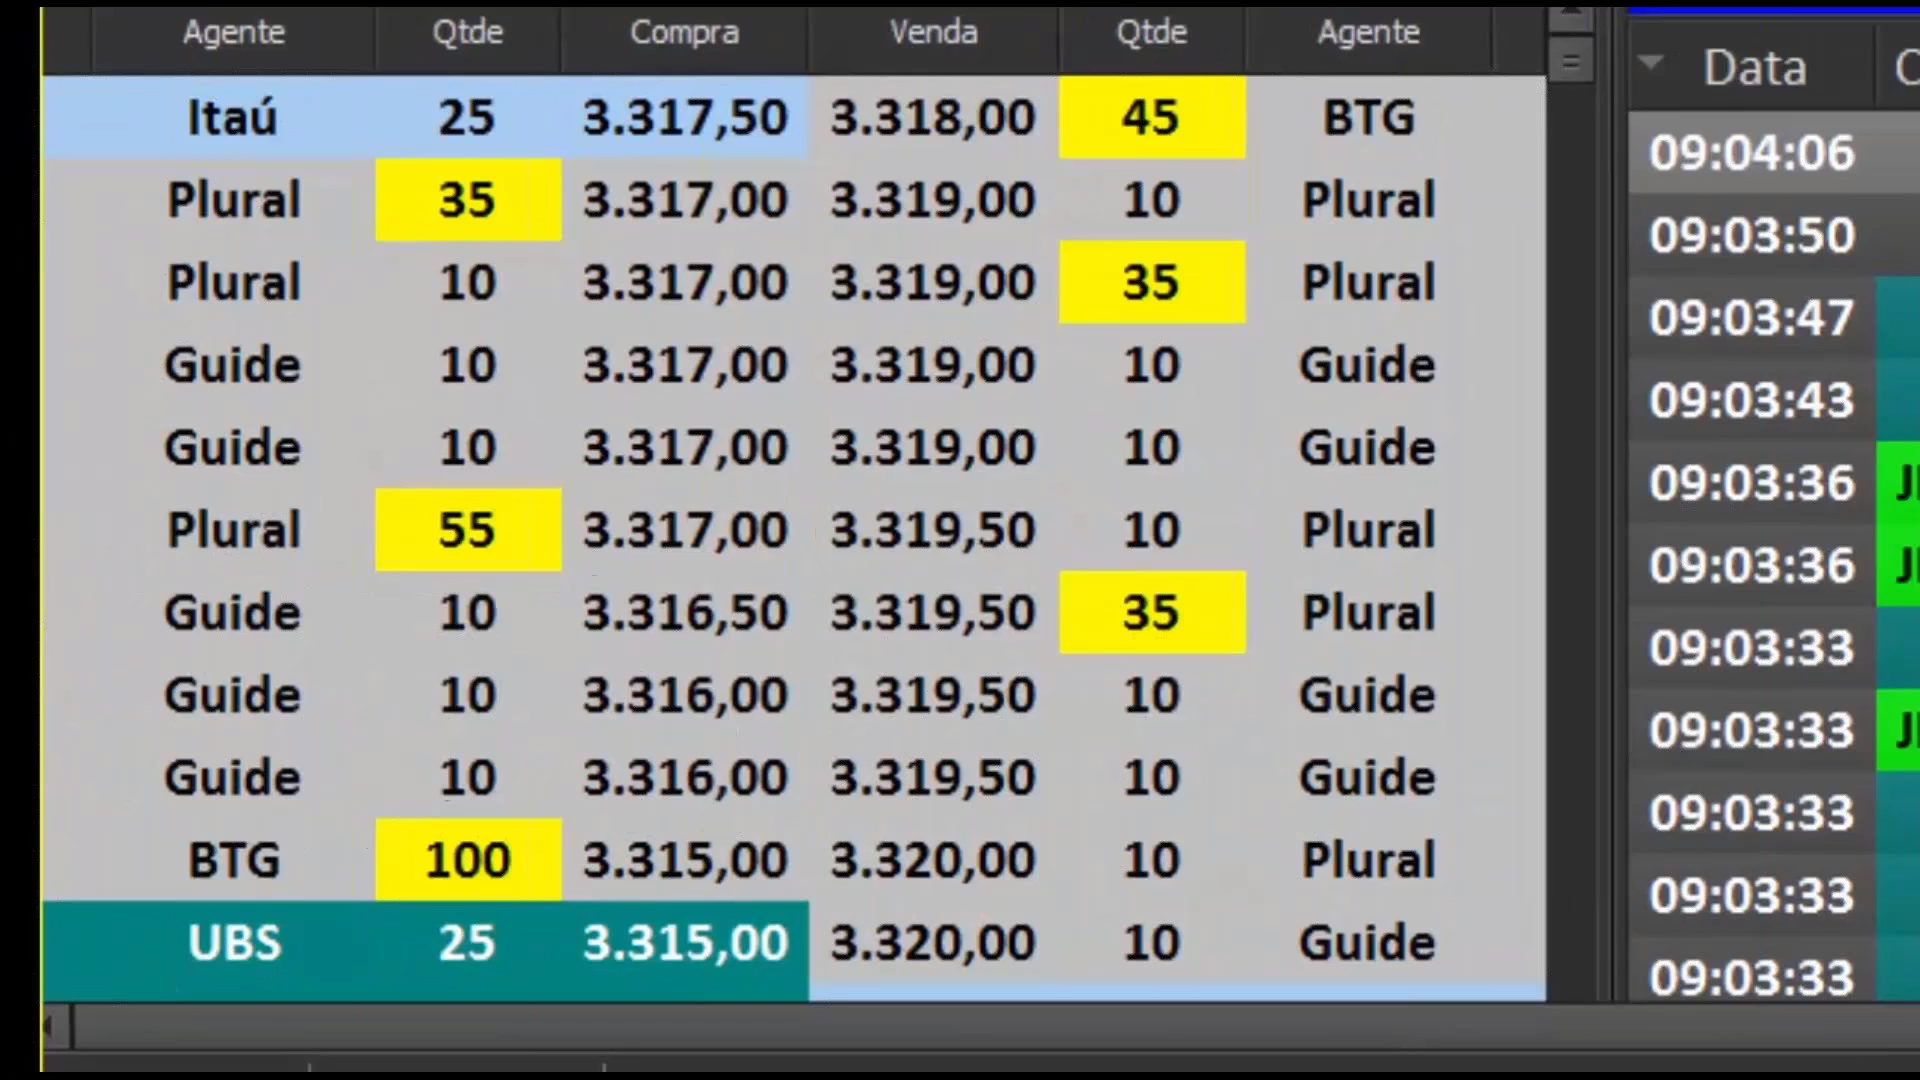 Agente Qtde Compra Venda Qtde Agente
Itaú 25 3.317,50 3.318,00 45 BTG
Plural 35 3.317,00 3.319,00 10 Plural
Plural 10 3.317,00 3.319,00 35 Plural
Guide 10 3.317,00 3.319,00 10 Guide
Guide 10 3.317,00 3.319,00 10 Guide
Plural 55 3.317,00 3.319,50 10 Plural
Guide 10 3.316,50 3.319,50 35 Plural
Guide 10 3.316,00 3.319,50 10 Guide
Guide 10 3.316,00 3.319,50 10 Guide
BTG 100 3.315,00 3.320,00 10 Plural
UBS 25 3.315,00 3.320,00 10 Guide
Data
09:04:06
09:03:50
09:03:47
09:03:43
09:03:36
09:03:36
09:03:33
09:03:33
09:03:33
09:03:33
09:03:33